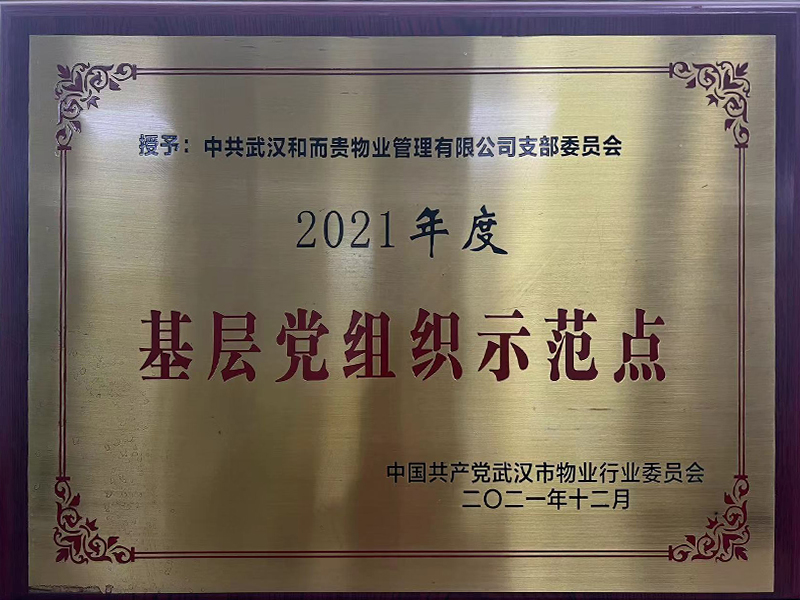 授予：中共武汉和而贵物业管理有限公司支部委员会
2021年度
基层党组织示范点
中国共产党武汉市物业行业委员会
二〇二一年十二月